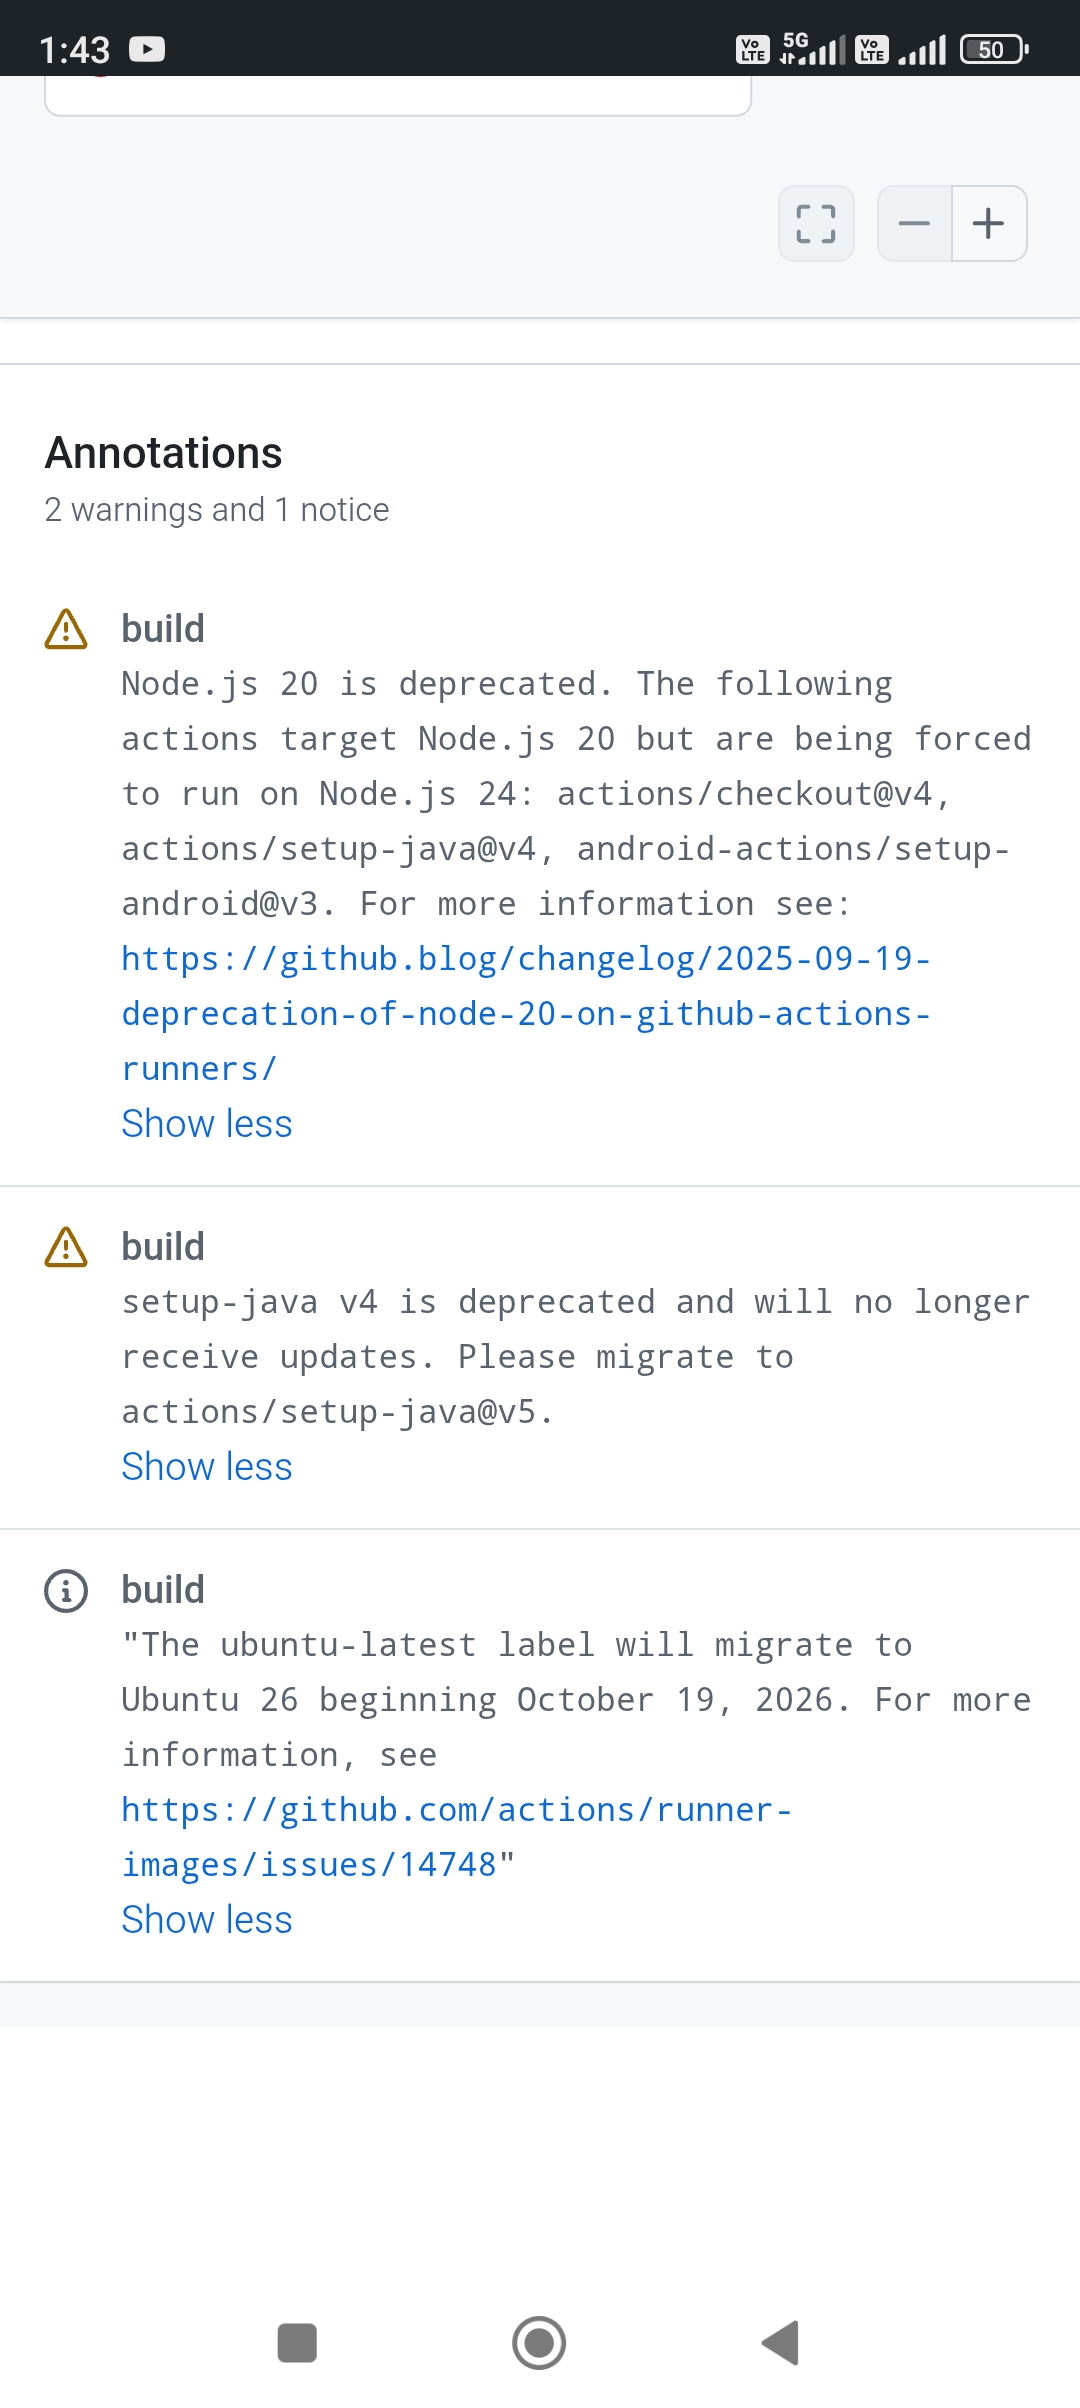 1:43
Vo LTE 5G Vo LTE 50
Annotations
2 warnings and 1 notice
build
Node.js 20 is deprecated. The following
actions target Node.js 20 but are being forced
to run on Node.js 24: actions/checkout@v4,
actions/setup-java@v4, android-actions/setup-
android@v3. For more information see:
https://github.blog/changelog/2025-09-19-
deprecation-of-node-20-on-github-actions-
runners/
Show less
build
setup-java v4 is deprecated and will no longer
receive updates. Please migrate to
actions/setup-java@v5.
Show less
build
"The ubuntu-latest label will migrate to
Ubuntu 26 beginning October 19, 2026. For more
information, see
https://github.com/actions/runner-
images/issues/14748"
Show less